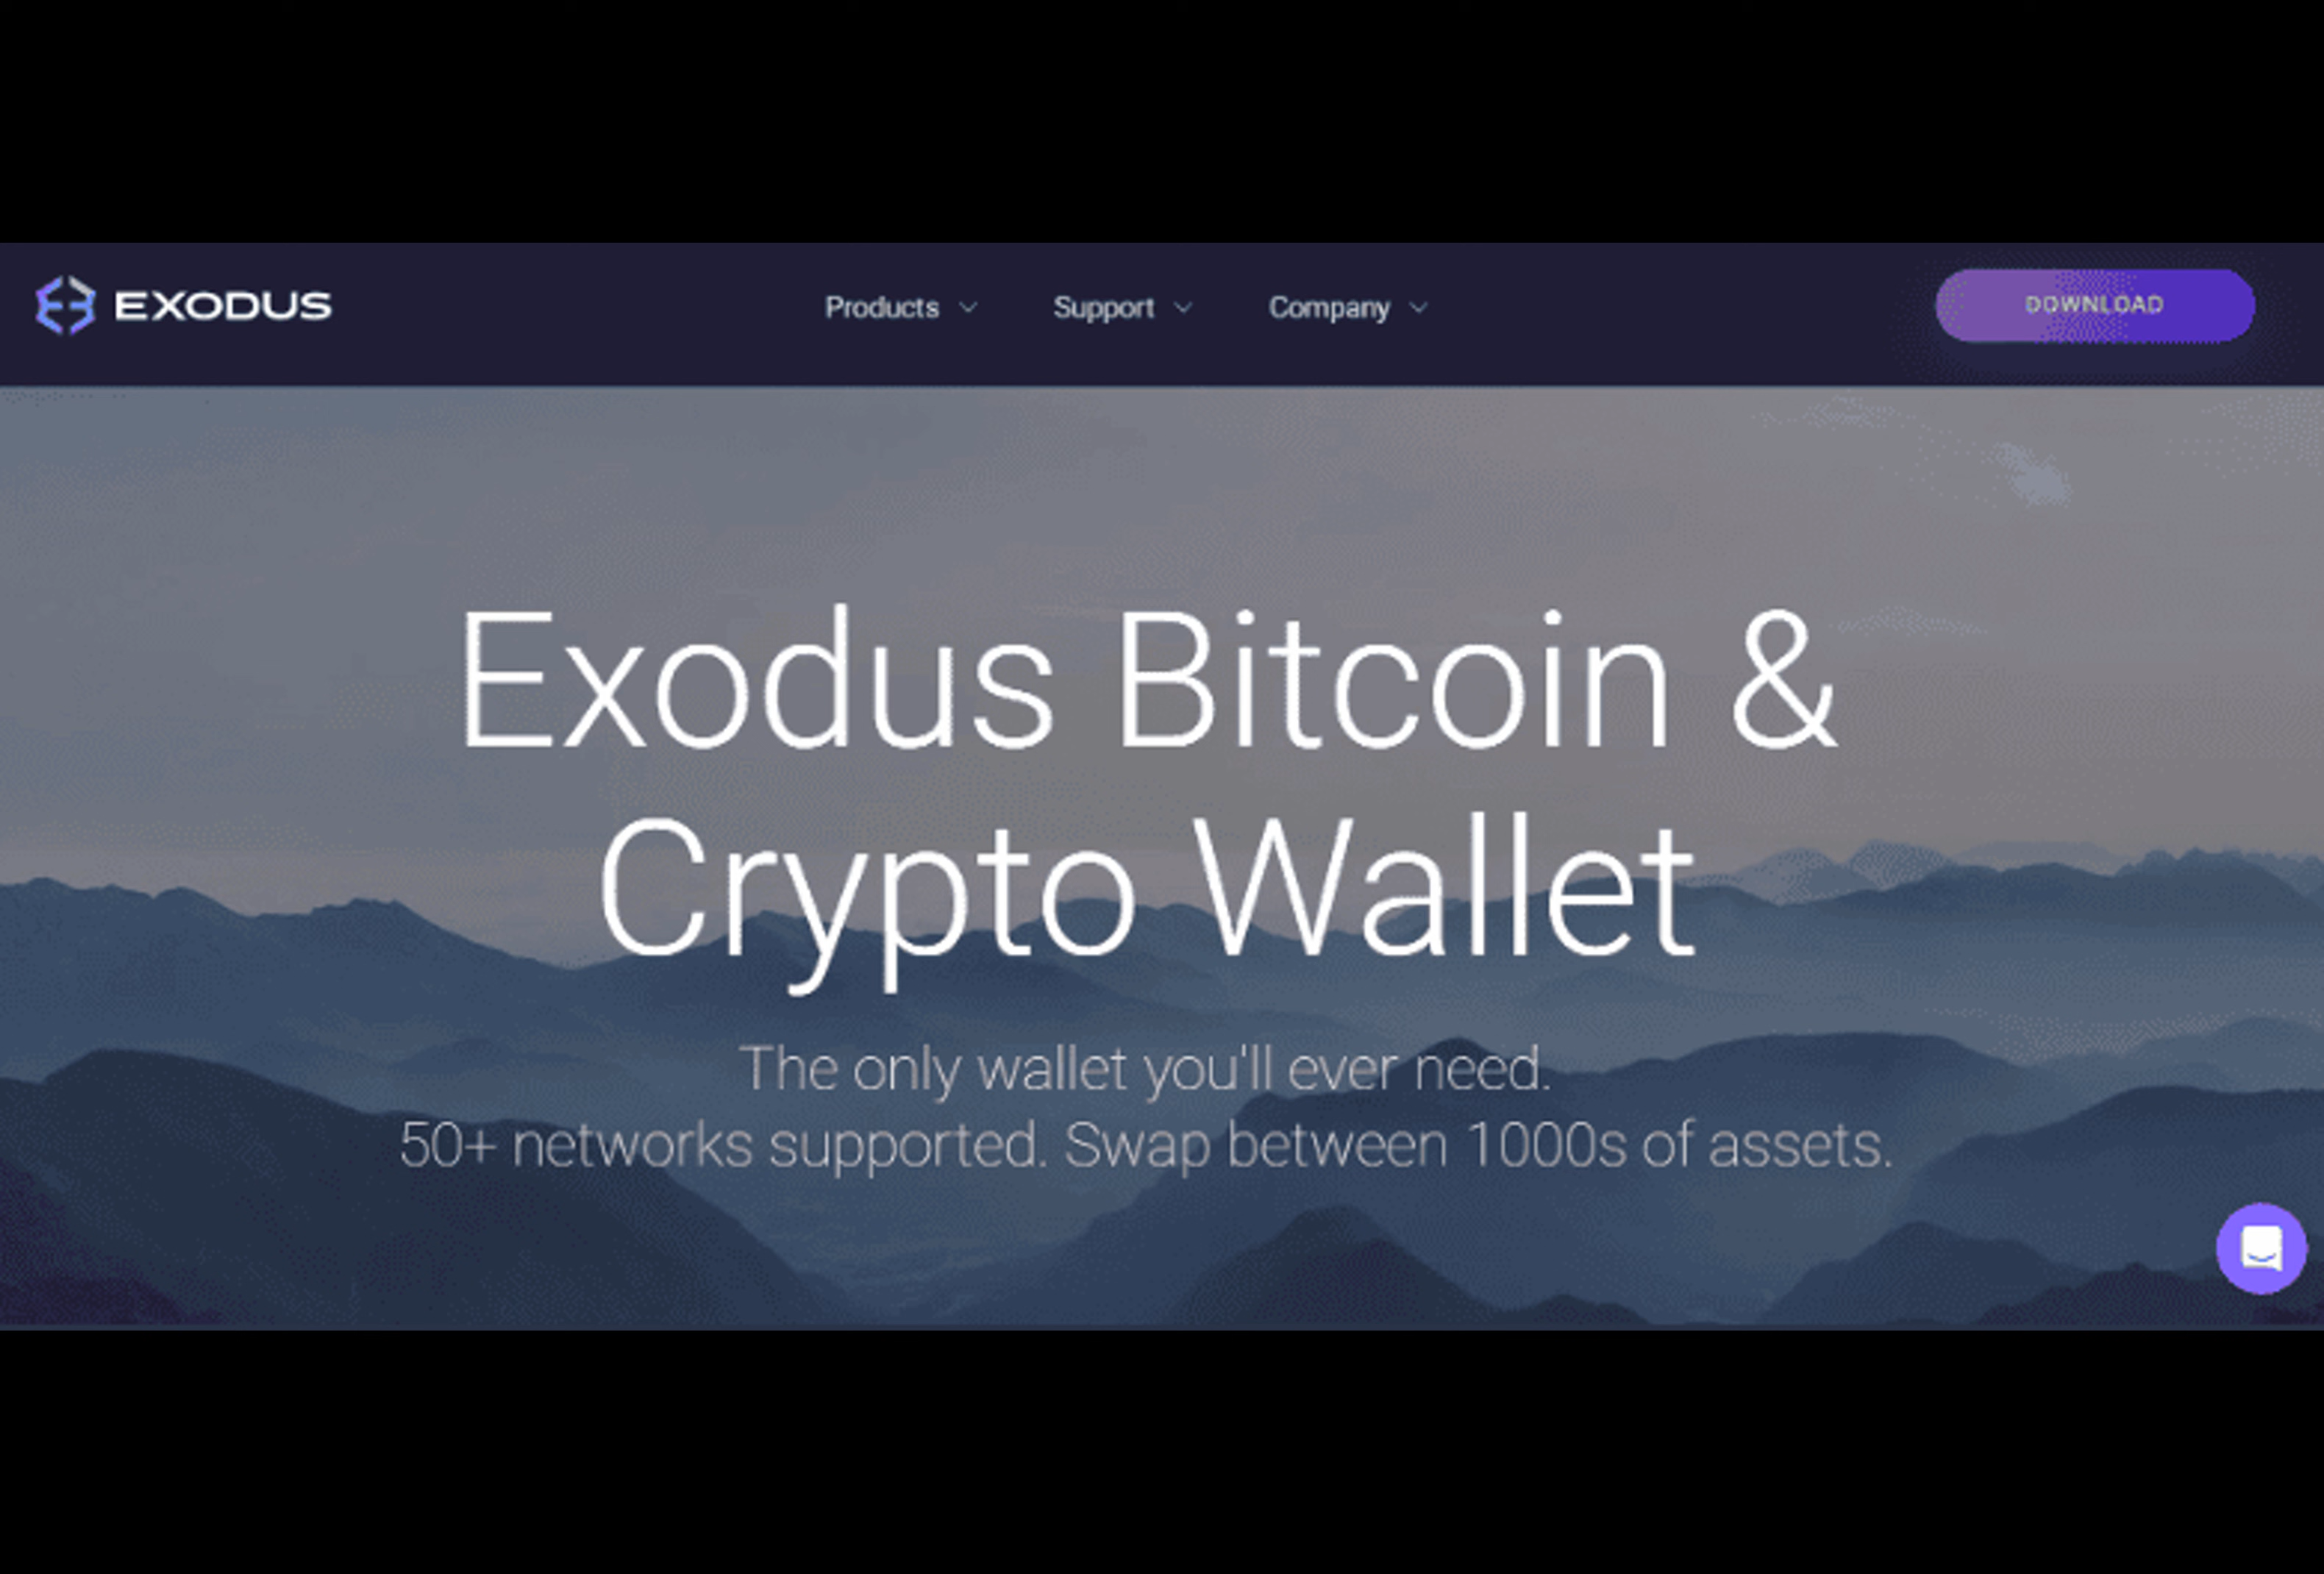 EXODUS
Products
Support
Company
DOWNLOAD
Exodus Bitcoin &
Crypto Wallet
The only wallet you'll ever need.
50+ networks supported. Swap between 1000s of assets.